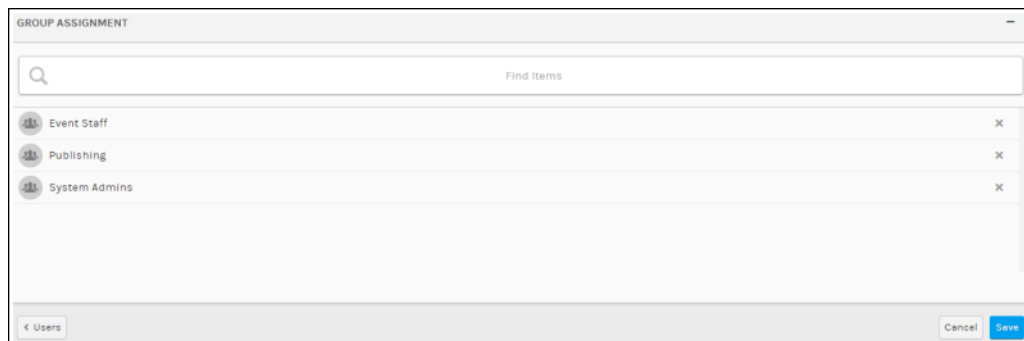 GROUP ASSIGNMENT
Find Items
Event Staff
Publishing
System Admins
< Users
Cancel
Save